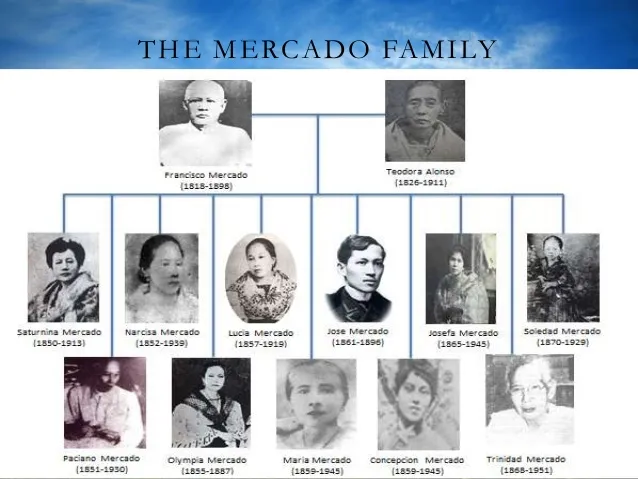 THE MERCADO FAMILY
Francisco Mercado
(1818-1898)
Teodora Alonso
(1826-1911)
Saturnina Mercado
(1850-1913)
Narcisa Mercado
(1852-1939)
Lucia Mercado
(1857-1919)
Jose Mercado
(1861-1896)
Josefa Mercado
(1865-1945)
Soledad Mercado
(1870-1929)
Paciano Mercado
(1851-1930)
Olympia Mercado
(1855-1887)
Maria Mercado
(1859-1945)
Concepcion Mercado
(1859-1945)
Trinidad Mercado
(1868-1951)